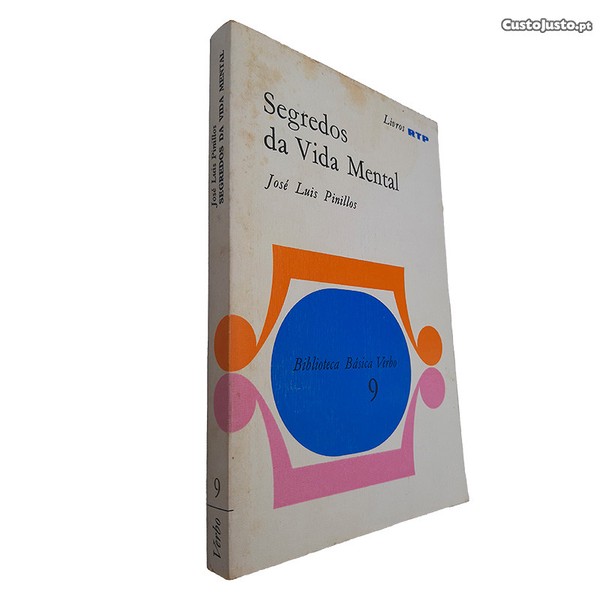 CustoJusto.pt
José Luis Pinillos
SEGREDOS DA VIDA MENTAL
9
Verbo
Segredos
da Vida Mental
Livros RTP
José Luis Pinillos
Biblioteca Básica Verbo
9